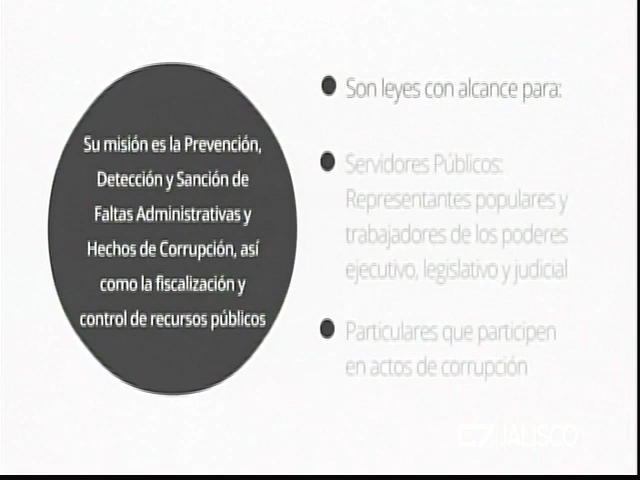 Su misión es la Prevención,
Detección y Sanción de
Faltas Administrativas y
Hechos de Corrupción, así
como la fiscalización y
control de recursos públicos
Son leyes con alcance para:
Servidores Públicos:
Representantes populares y
trabajadores de los poderes
ejecutivo, legislativo y judicial
Particulares que participen
en actos de corrupción
C7 JALISCO